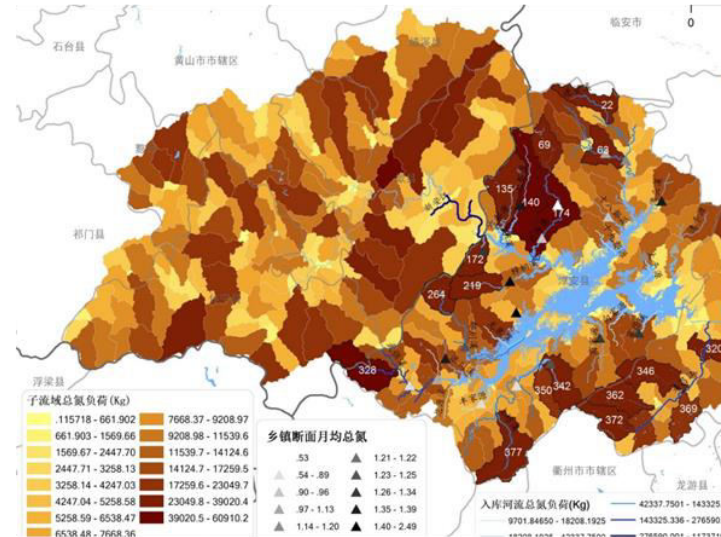 石台县
黄山市市辖区
临安市
0
22
69
63
135
140
174
祁门县
172
淳安县
264
219
328
320
浮梁县
346
350
342
362
369
372
377
衢州市市辖区
龙游县
子流域总氮负荷(Kg)
.115718 - 661.902
661.903 - 1569.66
1569.67 - 2447.70
2447.71 - 3258.13
3258.14 - 4247.03
4247.04 - 5258.58
5258.59 - 6538.47
6538.48 - 7668.36
7668.37 - 9208.97
9208.98 - 11539.6
11539.7 - 14124.6
14124.7 - 17259.5
17259.6 - 23049.7
23049.8 - 39020.4
39020.5 - 60910.2
乡镇断面月均总氮
.53
.54 - .89
.90 - .96
.97 - 1.13
1.14 - 1.20
1.21 - 1.22
1.23 - 1.25
1.26 - 1.34
1.35 - 1.39
1.40 - 2.49
入库河流总氮负荷(Kg)
9701.84650 - 18208.1925
42337.7501 - 143325
143325.336 - 276590